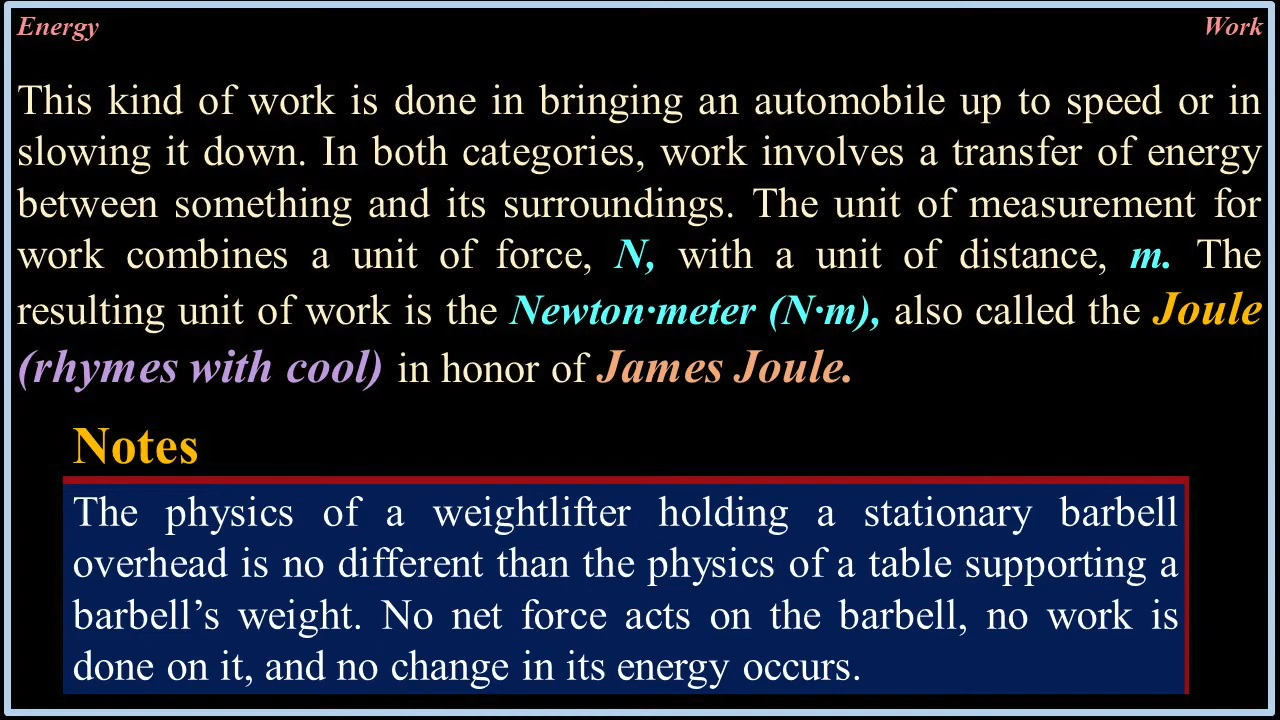 Energy
Work
This kind of work is done in bringing an automobile up to speed or in
slowing it down. In both categories, work involves a transfer of energy
between something and its surroundings. The unit of measurement for
work combines a unit of force, N, with a unit of distance, m. The
resulting unit of work is the Newton·meter (N·m), also called the Joule
(rhymes with cool) in honor of James Joule.
Notes
The physics of a weightlifter holding a stationary barbell
overhead is no different than the physics of a table supporting a
barbell’s weight. No net force acts on the barbell, no work is
done on it, and no change in its energy occurs.